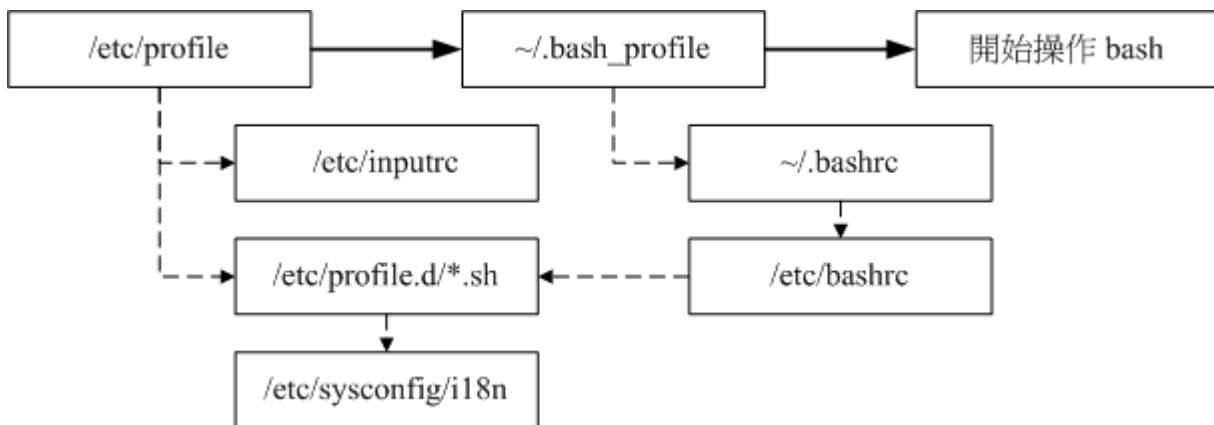 /etc/profile
~/.bash_profile
開始操作 bash
/etc/inputrc
~/.bashrc
/etc/profile.d/*.sh
/etc/bashrc
/etc/sysconfig/i18n